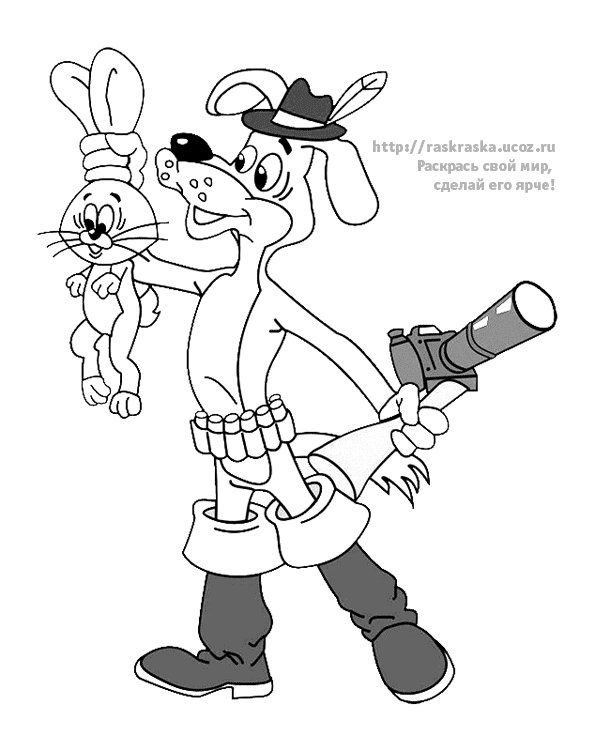 http://raskraska.ucoz.ru
Раскрась свой мир,
сделай его ярче!